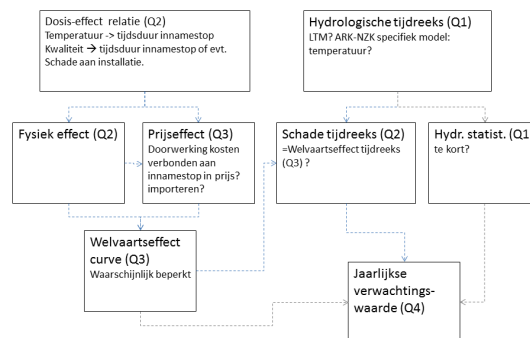 Dosis-effect relatie (Q2)
Temperatuur -> tijdsduur innamestop
Kwaliteit → tijdsduur innamestop of evt.
Schade aan installatie.
Hydrologische tijdreeks (Q1)
LTM? ARK-NZK specifiek model:
temperatuur?
Fysiek effect (Q2)
Prijseffect (Q3)
Doorwerking kosten
verbonden aan
innamestop in prijs?
importeren?
Schade tijdreeks (Q2)
=Welvaartseffect tijdreeks
(Q3) ?
Hydr. statist. (Q1
te kort?
Welvaartseffect
curve (Q3)
Waarschijnlijk beperkt
Jaarlijkse
verwachtings-
waarde (Q4)